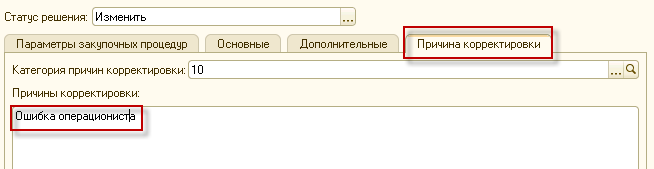 Статус решения: Изменить ...
Параметры закупочных процедур Основные Дополнительные Причина корректировки
Категория причин корректировки: 10 ...
Причины корректировки:
Ошибка операциониста